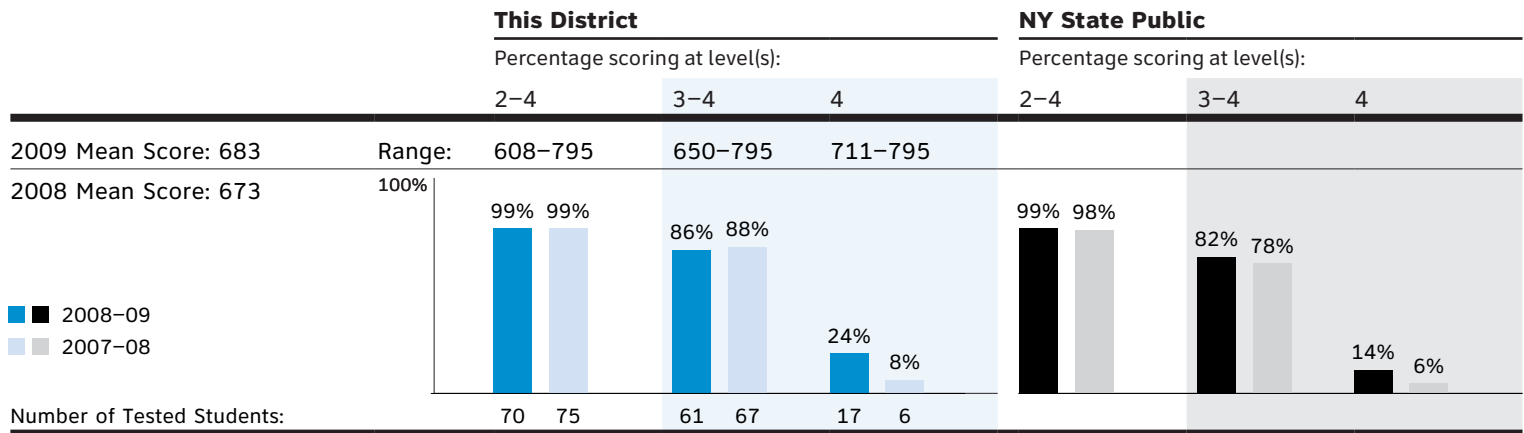 This District NY State Public
Percentage scoring at level(s): Percentage scoring at level(s):
2–4 3–4 4 2–4 3–4 4
2009 Mean Score: 683 Range: 608–795 650–795 711–795
2008 Mean Score: 673 100%
99% 99% 86% 88% 24% 8% 99% 98% 82% 78% 14% 6%
2008–09
2007–08
Number of Tested Students: 70 75 61 67 17 6